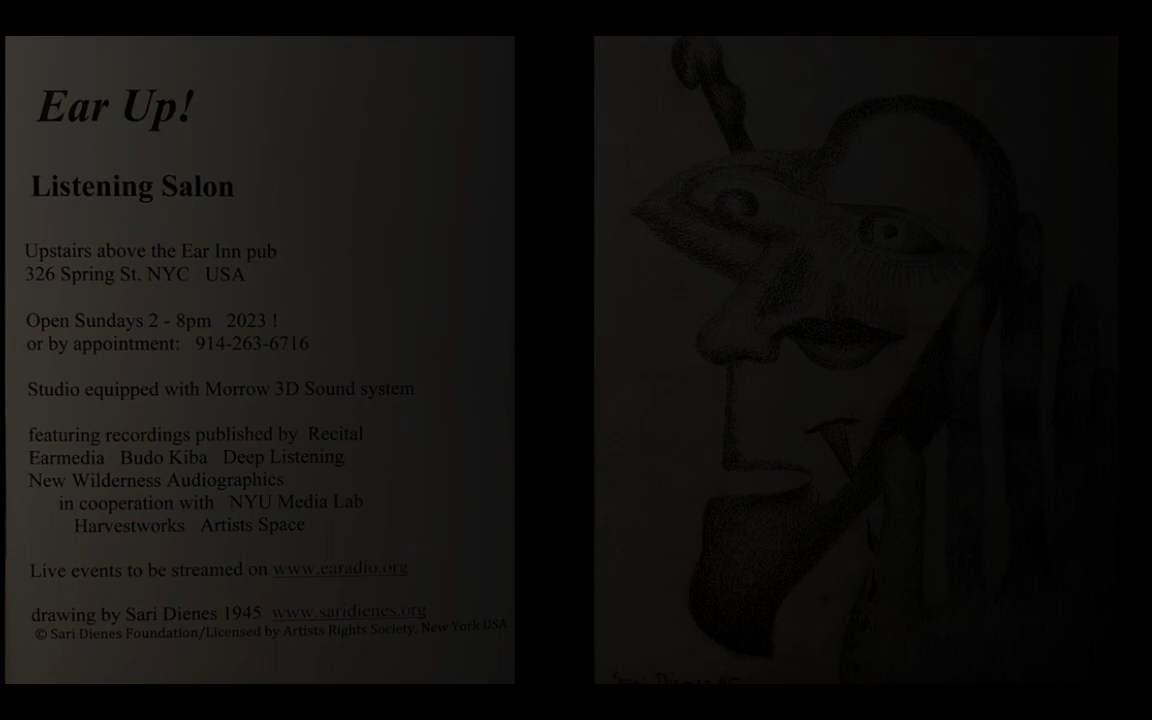 Ear Up!
Listening Salon
Upstairs above the Ear Inn pub
326 Spring St. NYC   USA
Open Sundays 2 - 8pm   2023 !
or by appointment:   914-263-6716
Studio equipped with Morrow 3D Sound system
featuring recordings published by  Recital
Earmedia   Budo Kiba   Deep Listening
New Wilderness Audiographics
in cooperation with   NYU Media Lab
Harvestworks   Artists Space
Live events to be streamed on www.earadio.org
drawing by Sari Dienes 1945  www.saridienes.org
© Sari Dienes Foundation/Licensed by Artists Rights Society, New York USA
Sari Dienes 45